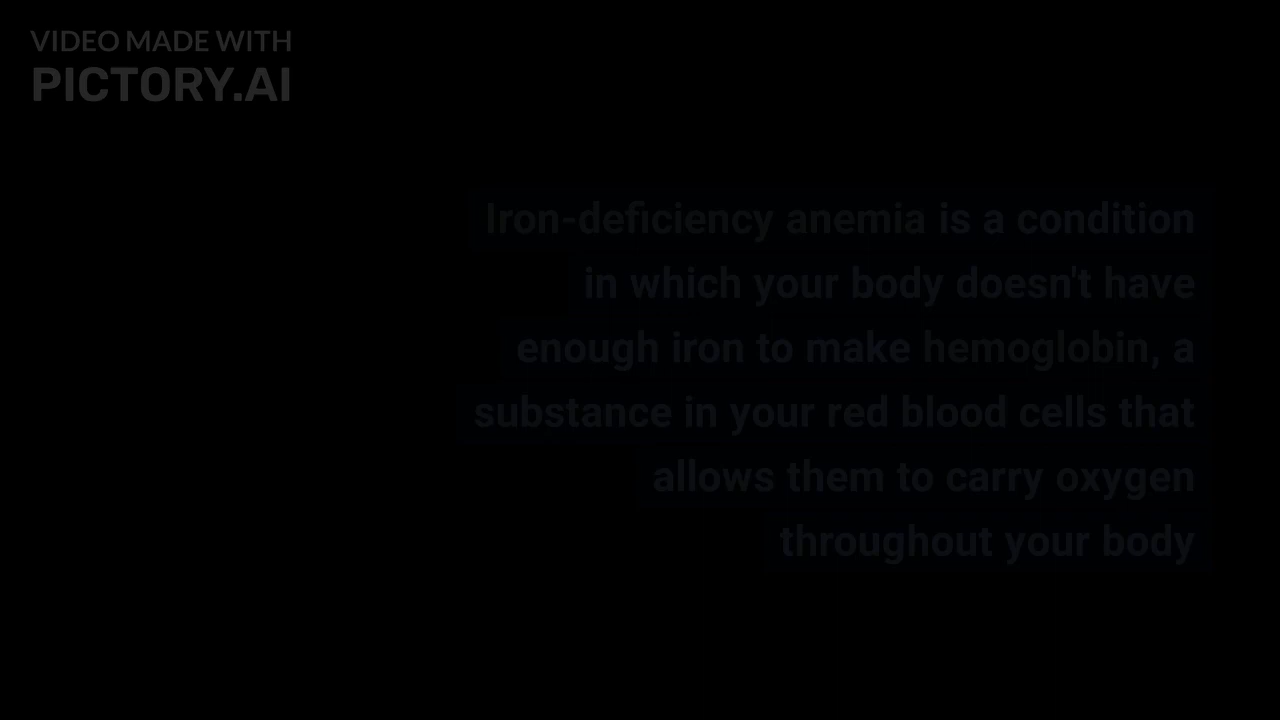 VIDEO MADE WITH
PICTORY.AI
Iron-deficiency anemia is a condition
in which your body doesn't have
enough iron to make hemoglobin, a
substance in your red blood cells that
allows them to carry oxygen
throughout your body